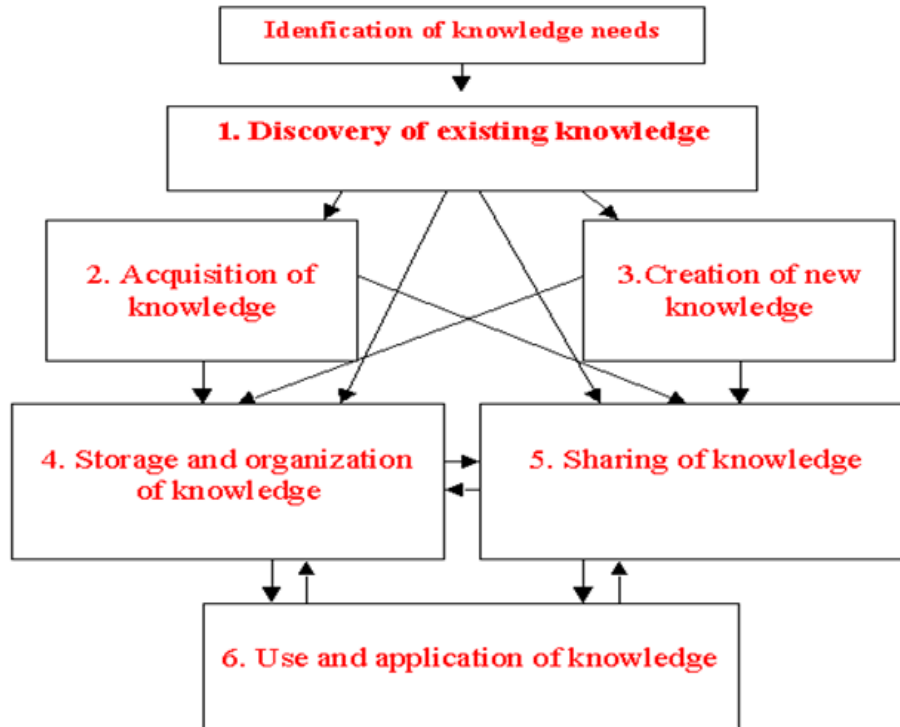 Idenfication of knowledge needs
1. Discovery of existing knowledge
2. Acquisition of
knowledge
3.Creation of new
knowledge
4. Storage and organization
of knowledge
5. Sharing of knowledge
6. Use and application of knowledge